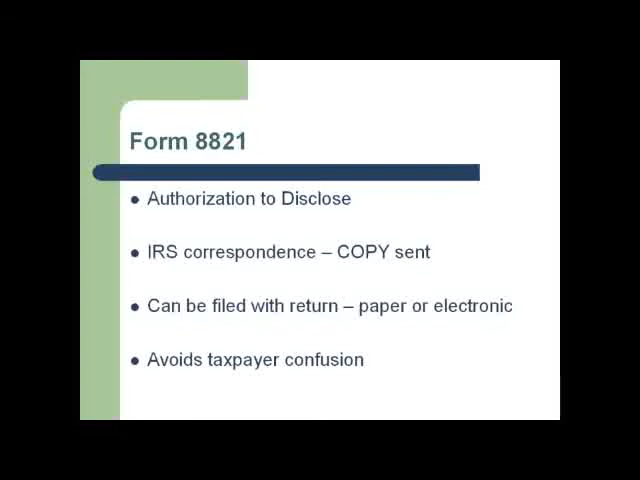 Form 8821
● Authorization to Disclose
● IRS correspondence – COPY sent
● Can be filed with return – paper or electronic
● Avoids taxpayer confusion